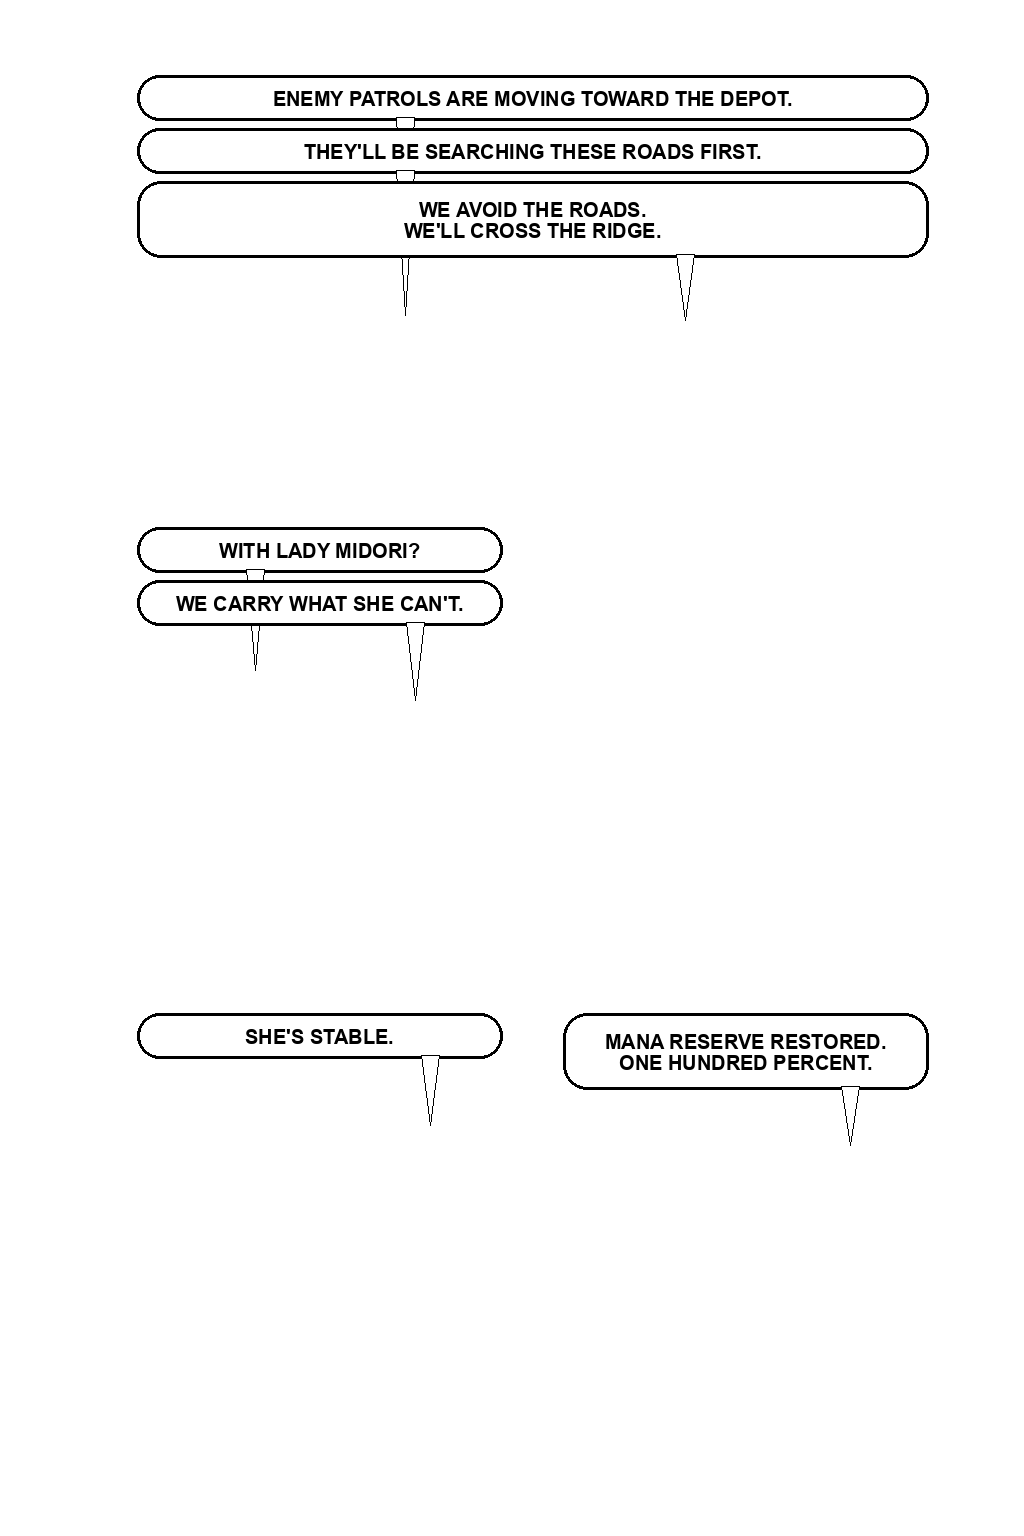 ENEMY PATROLS ARE MOVING TOWARD THE DEPOT.
THEY'LL BE SEARCHING THESE ROADS FIRST.
WE AVOID THE ROADS.
WE'LL CROSS THE RIDGE.
WITH LADY MIDORI?
WE CARRY WHAT SHE CAN'T.
SHE'S STABLE.
MANA RESERVE RESTORED.
ONE HUNDRED PERCENT.